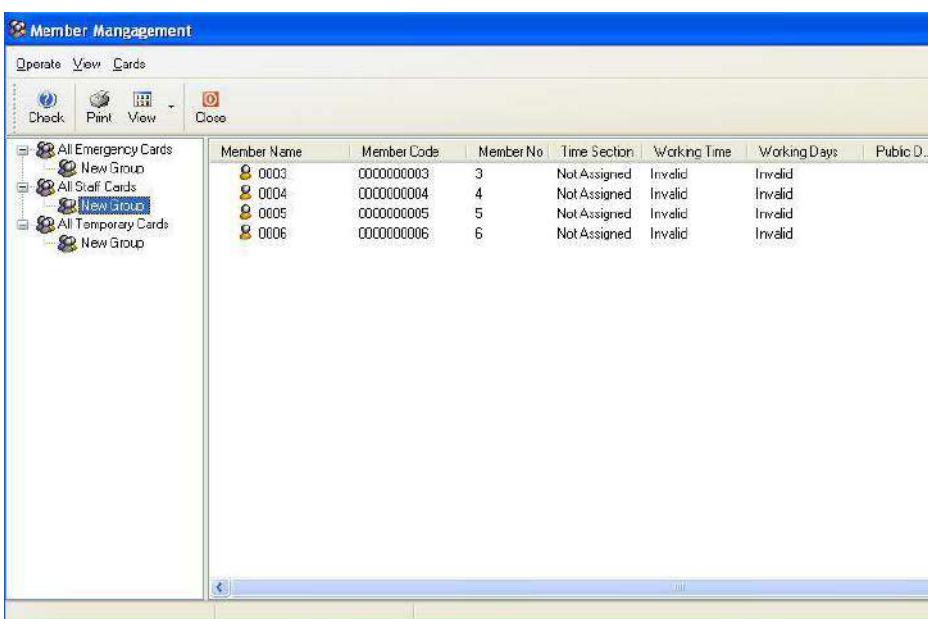 Member Mangagement
Operate View Cards
Check Print View Close
All Emergency Cards
New Group
All Staff Cards
New Group
All Temporary Cards
New Group
Member Name Member Code Member No Time Section Working Time Working Days Public D...
0003 0000000003 3 Not Assigned Invalid Invalid
0004 0000000004 4 Not Assigned Invalid Invalid
0005 0000000005 5 Not Assigned Invalid Invalid
0006 0000000006 6 Not Assigned Invalid Invalid